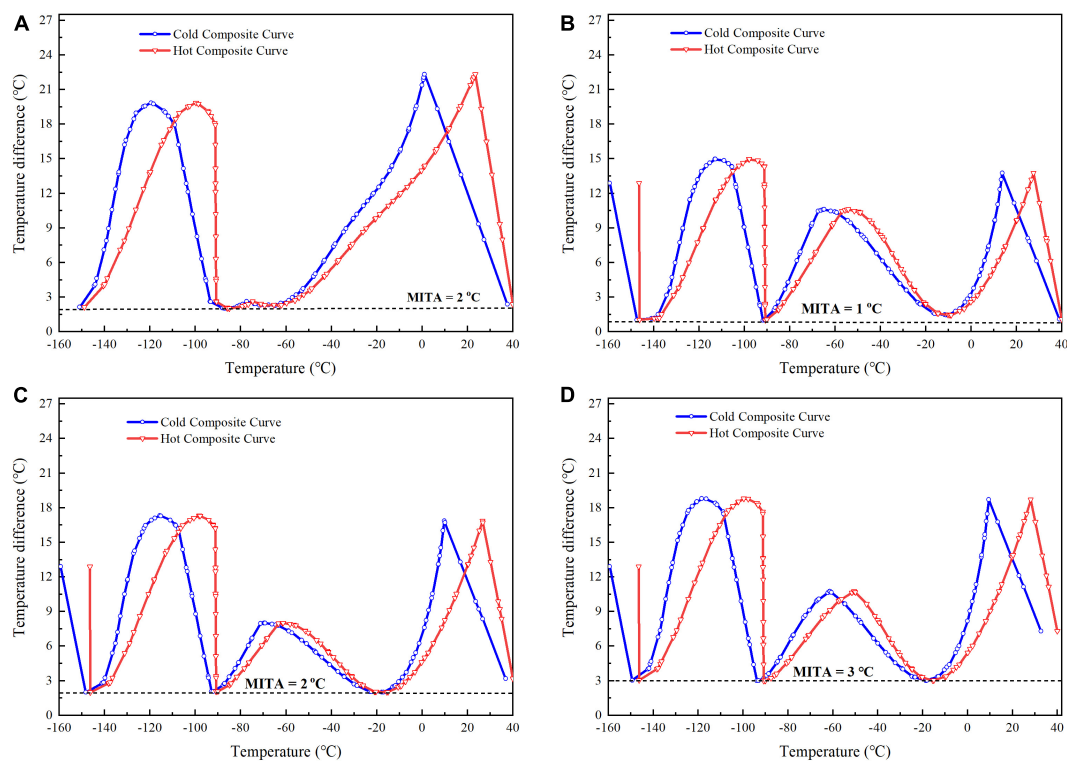 A
27
24
21
18
15
12
9
6
3
0
Temperature difference (℃)
Cold Composite Curve
Hot Composite Curve
MITA = 2 ℃
-160 -140 -120 -100 -80 -60 -40 -20 0 20 40
Temperature (℃)
B
27
24
21
18
15
12
9
6
3
0
Temperature difference (℃)
Cold Composite Curve
Hot Composite Curve
MITA = 1 ℃
-160 -140 -120 -100 -80 -60 -40 -20 0 20 40
Temperature (℃)
C
27
24
21
18
15
12
9
6
3
0
Temperature difference (℃)
Cold Composite Curve
Hot Composite Curve
MITA = 2 ℃
-160 -140 -120 -100 -80 -60 -40 -20 0 20 40
Temperature (℃)
D
27
24
21
18
15
12
9
6
3
0
Temperature difference (℃)
Cold Composite Curve
Hot Composite Curve
MITA = 3 ℃
-160 -140 -120 -100 -80 -60 -40 -20 0 20 40
Temperature (℃)